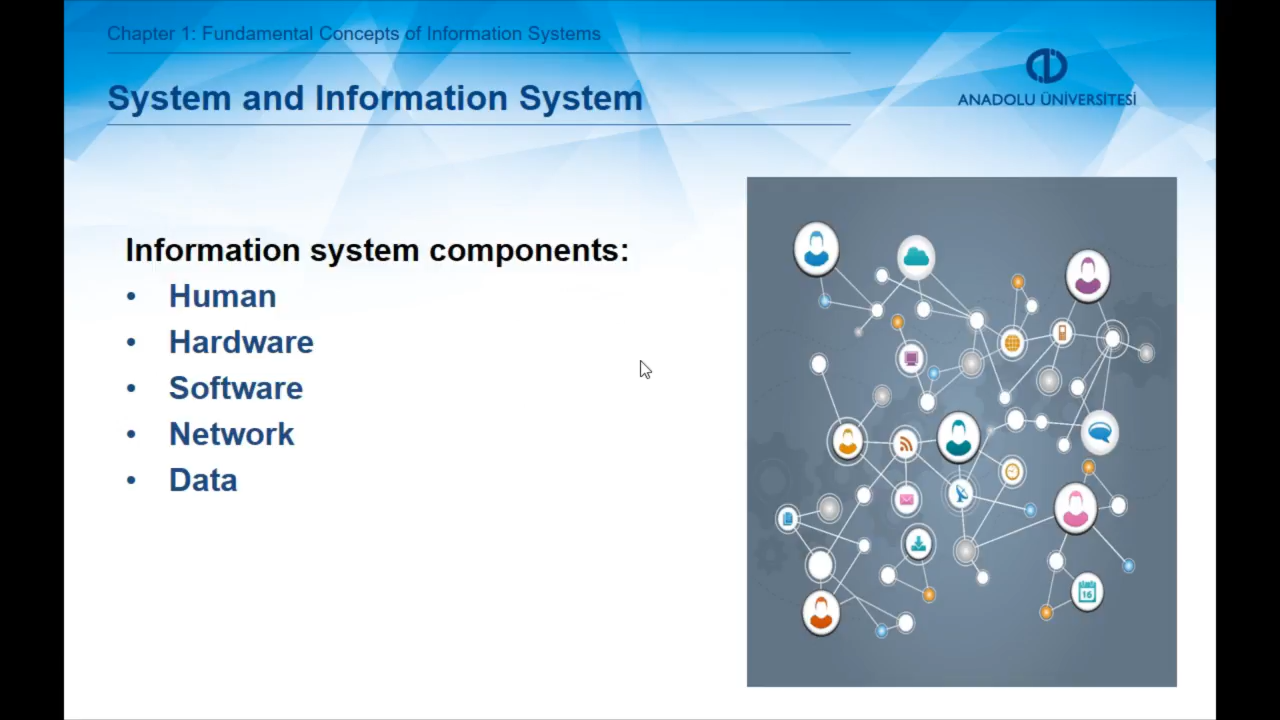 Chapter 1: Fundamental Concepts of Information Systems
System and Information System
ANADOLU ÜNİVERSİTESİ
Information system components:
• Human
• Hardware
• Software
• Network
• Data
16